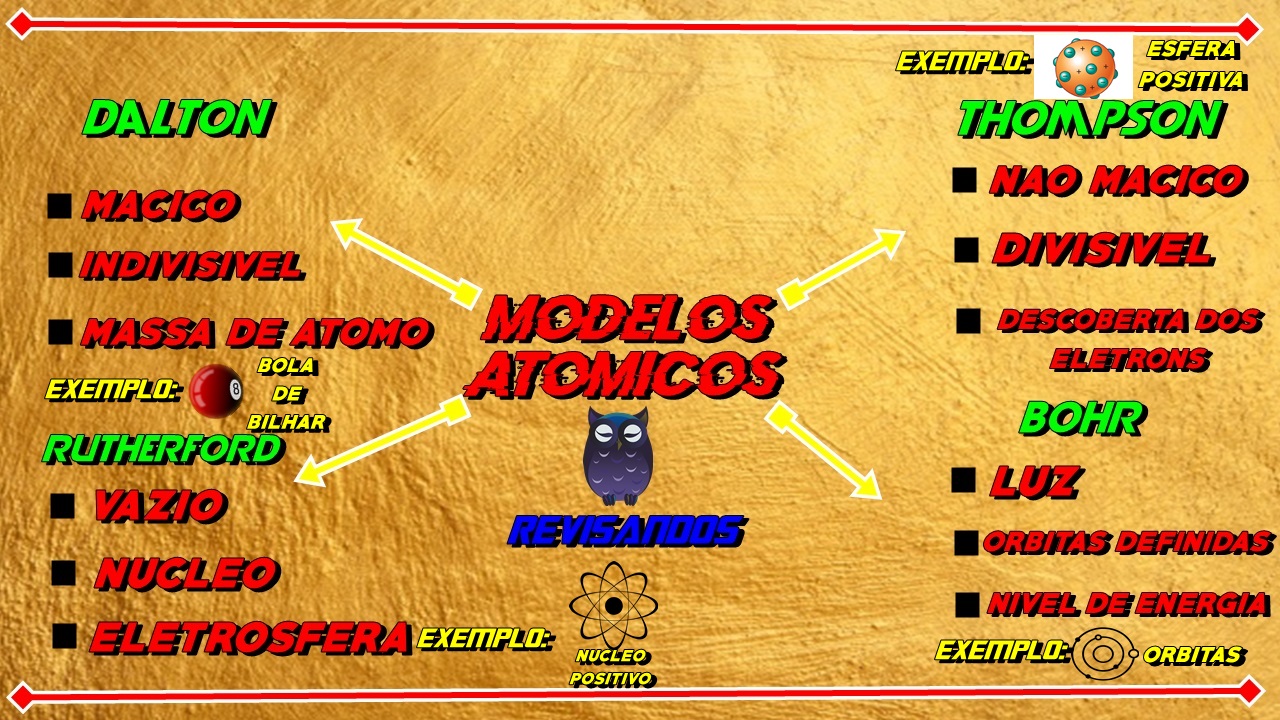 DALTON
MACICO
INDIVISIVEL
MASSA DE ATOMO
EXEMPLO:
8
BOLA
DE
BILHAR
EXEMPLO:
ESFERA
POSITIVA
THOMPSON
NAO MACICO
DIVISIVEL
DESCOBERTA DOS
ELETRONS
MODELOS
ATOMICOS
REVISANDOS
RUTHERFORD
VAZIO
NUCLEO
ELETROSFERA
EXEMPLO:
NUCLEO
POSITIVO
BOHR
LUZ
ORBITAS DEFINIDAS
NIVEL DE ENERGIA
EXEMPLO:
ORBITAS